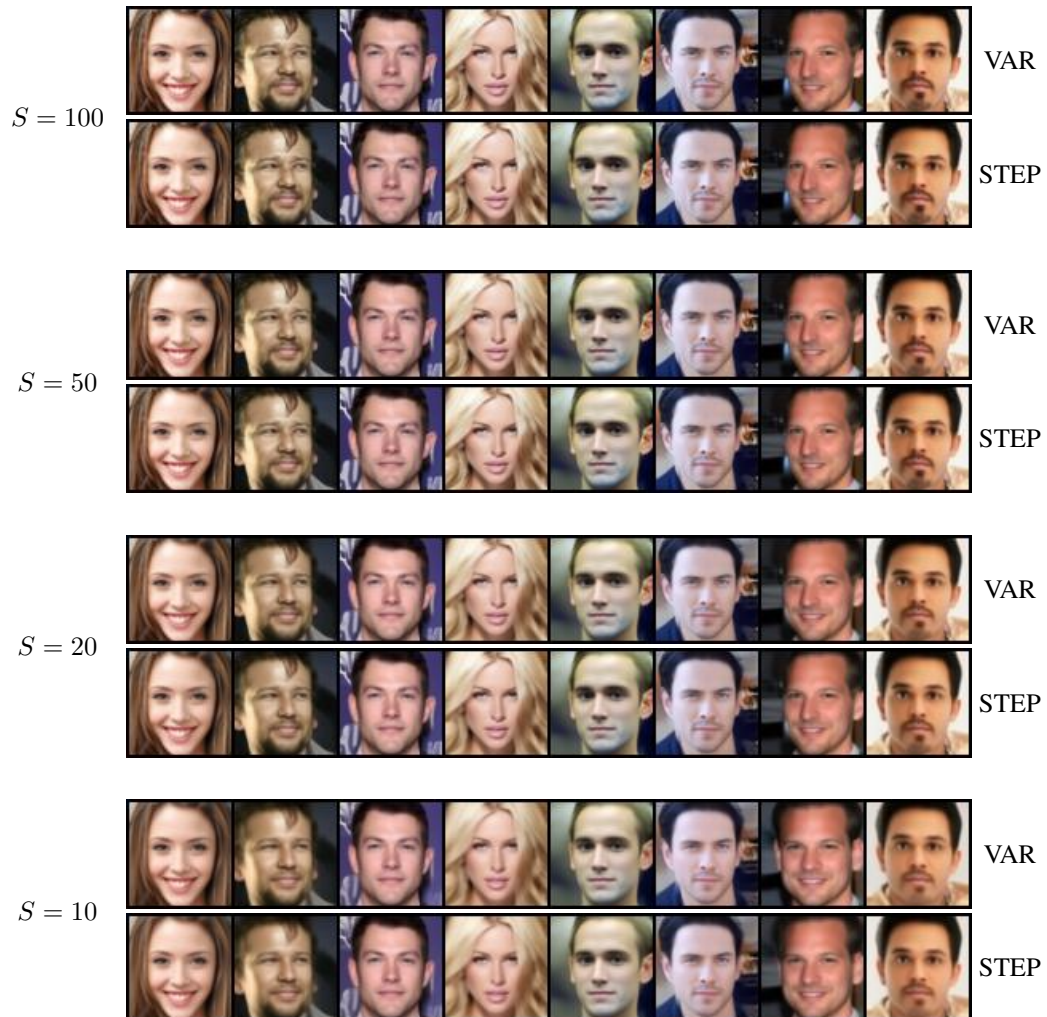 VAR
S = 100
STEP
VAR
S = 50
STEP
VAR
S = 20
STEP
VAR
S = 10
STEP